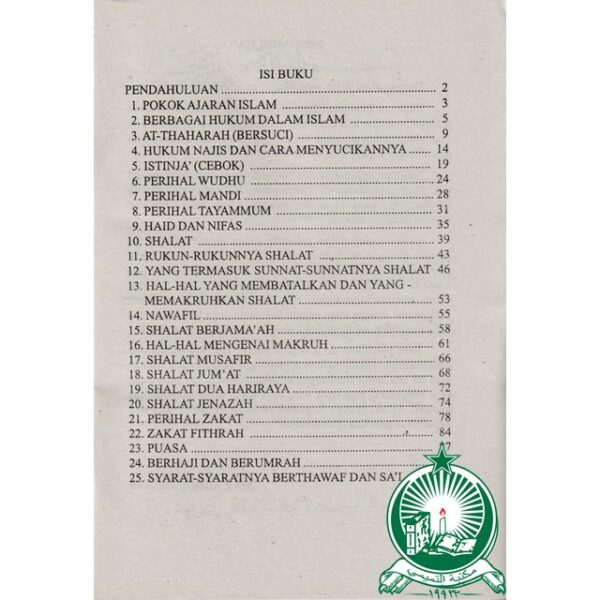 ISI BUKU
PENDAHULUAN ........ 2
1. POKOK AJARAN ISLAM ........ 3
2. BERBAGAI HUKUM DALAM ISLAM ........ 5
3. AT-THAHARAH (BERSUCI) ........ 9
4. HUKUM NAJIS DAN CARA MENYUCIKANNYA ....... 14
5. ISTINJA’ (CEBOK) ........ 19
6. PERIHAL WUDHU ........ 24
7. PERIHAL MANDI ........ 28
8. PERIHAL TAYAMMUM ........ 31
9. HAID DAN NIFAS ........ 35
10. SHALAT ........ 39
11. RUKUN-RUKUNNYA SHALAT ........ 43
12. YANG TERMASUK SUNNAT-SUNNATNYA SHALAT 46
13. HAL-HAL YANG MEMBATALKAN DAN YANG -
MEMAKRUHKAN SHALAT ........ 53
14. NAWAFIL ........ 55
15. SHALAT BERJAMA’AH ........ 58
16. HAL-HAL MENGENAI MAKRUH ........ 61
17. SHALAT MUSAFIR ........ 66
18. SHALAT JUM’AT ........ 68
19. SHALAT DUA HARIRAYA ........ 72
20. SHALAT JENAZAH ........ 74
21. PERIHAL ZAKAT ........ 78
22. ZAKAT FITHRAH ........ 84
23. PUASA ........
24. BERHAJI DAN BERUMRAH ........
25. SYARAT-SYARATNYA BERTHAWAF DAN SA’I
مكتبة